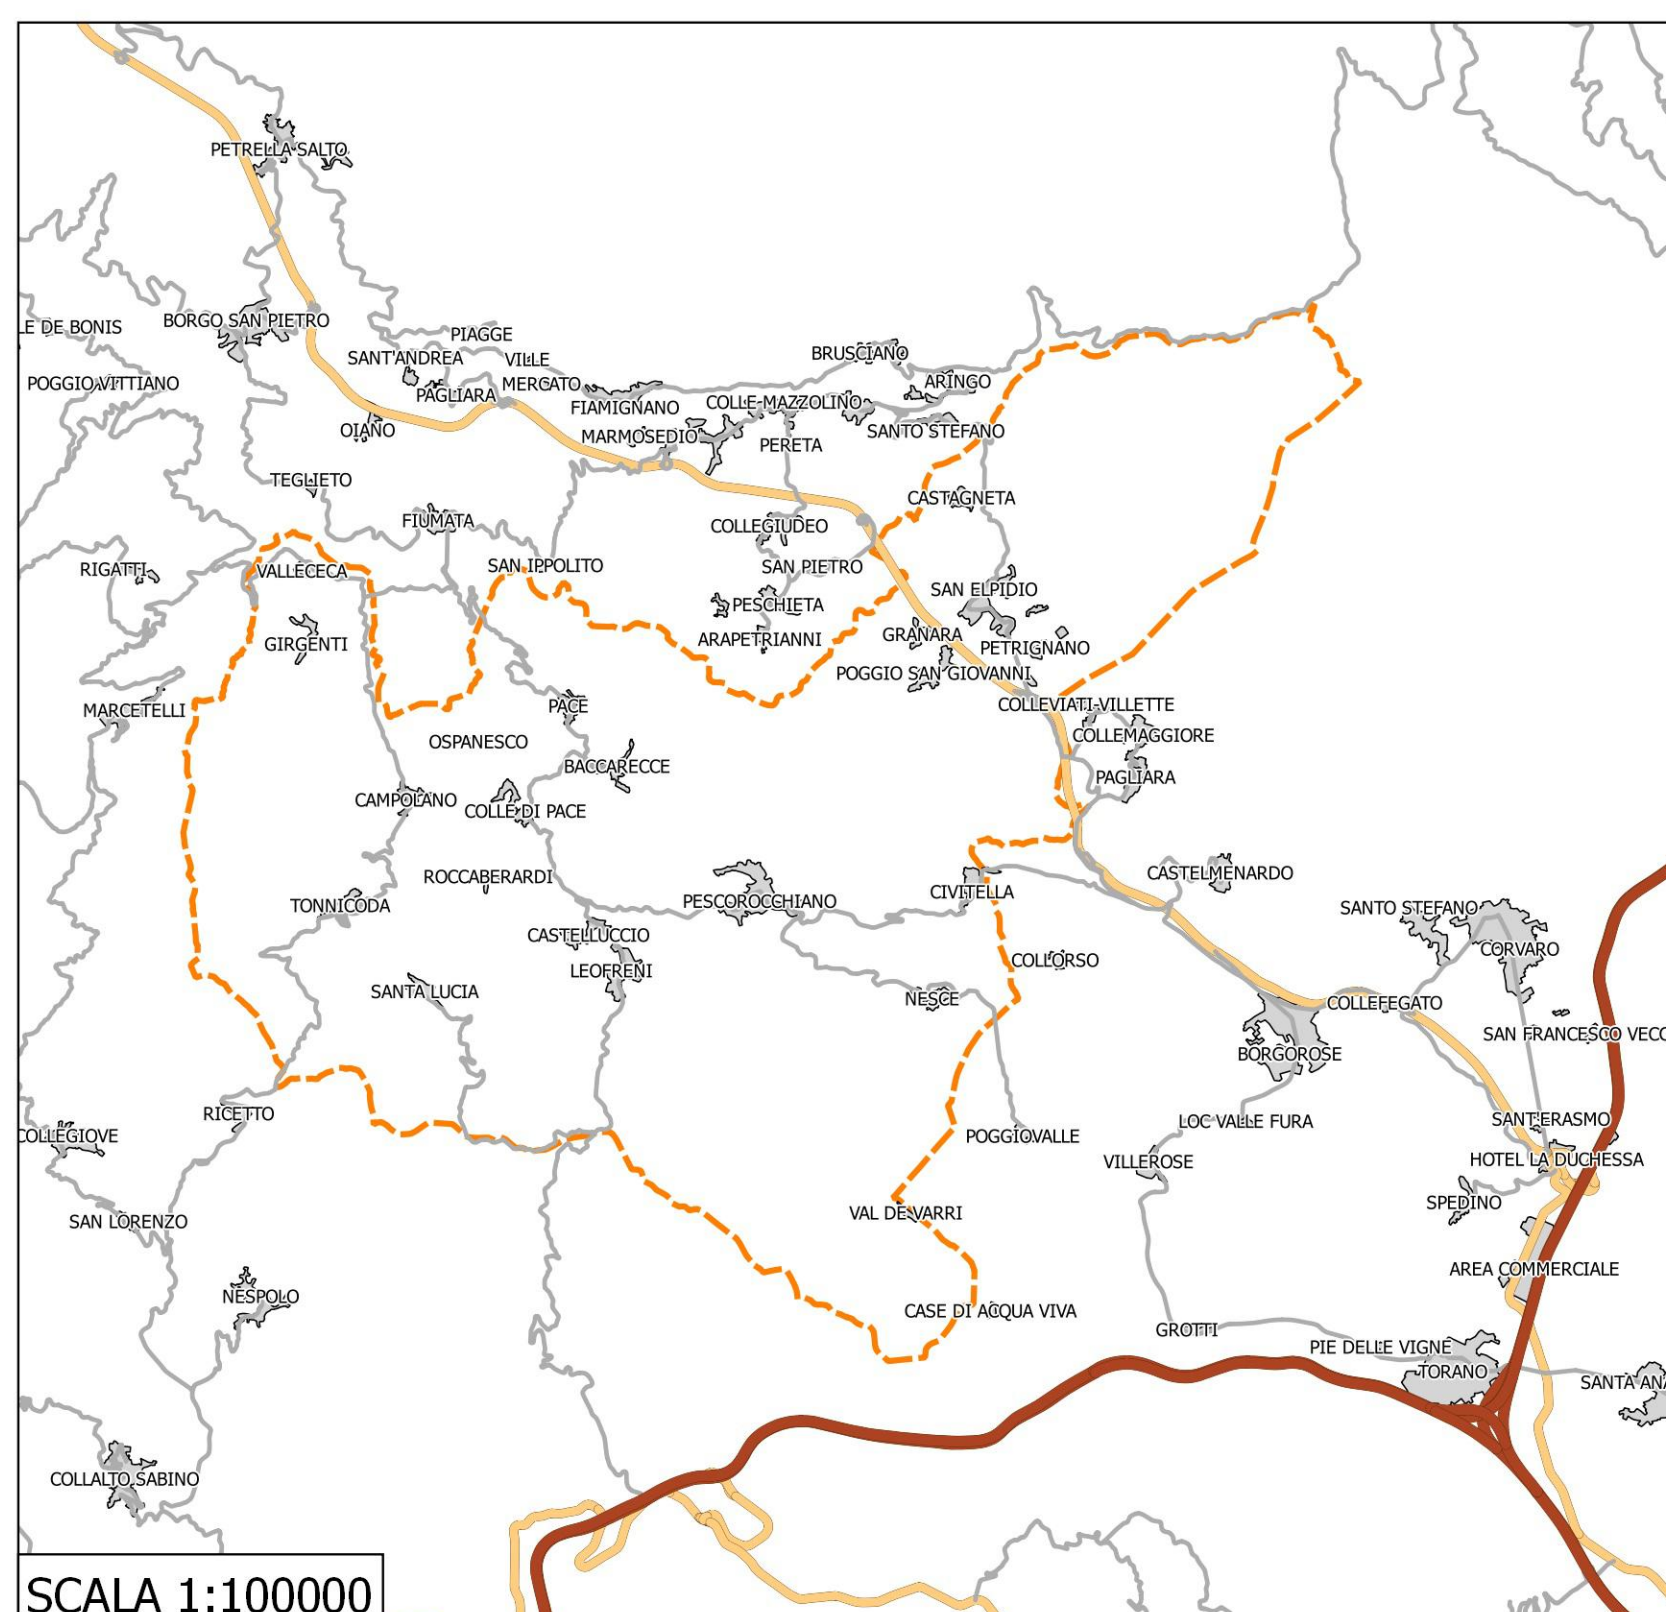 PETRELLA SALTO
BORGO SAN PIETRO
LE DE BONIS
PIAGGE
SANT'ANDREA
VILLE
BRUSCIANO
POGGIO VITTIANO
MERCATO
ARINGO
PAGLIARA
FIAMIGNANO
COLLE-MAZZOLINO
OIANO
MARMOSEDIO
SANTO STEFANO
PERETA
TEGLIETO
CASTAGNETA
FIUMATA
COLLEGIUDEO
RIGATTI
VALLECECA
SAN IPPOLITO
SAN PIETRO
SAN ELPIDIO
PESCHIETA
GIRGENTI
ARAPETRIANNI
GRANARA
PETRIGNANO
POGGIO SAN GIOVANNI
MARCETELLI
PACE
COLLEVIATI-VILLETTE
OSPANESCO
COLLEMAGGIORE
BACCARECCE
PAGLIARA
CAMPOLANO
COLLE DI PACE
ROCCABERARDI
CASTELMENARDO
TONNICODA
PESCOROCCHIANO
CIVITELLA
SANTO STEFANO
CASTELLUCCIO
CORVARO
LEOFRENI
COLLORSO
SANTA LUCIA
NESCE
COLLEFEGATO
SAN FRANCESCO VECC
BORGOROSE
RICETTO
LOC VALLE FURA
SANT'ERASMO
COLLEGIOVE
POGGIOVALLE
VILLEROSE
HOTEL LA DUCHESSA
SPEDINO
SAN LORENZO
VAL DE VARRI
AREA COMMERCIALE
NESPOLO
CASE DI ACQUA VIVA
GROTTI
PIE DELLE VIGNE
TORANO
SANTA ANA
COLLALTO SABINO
SCALA 1:100000